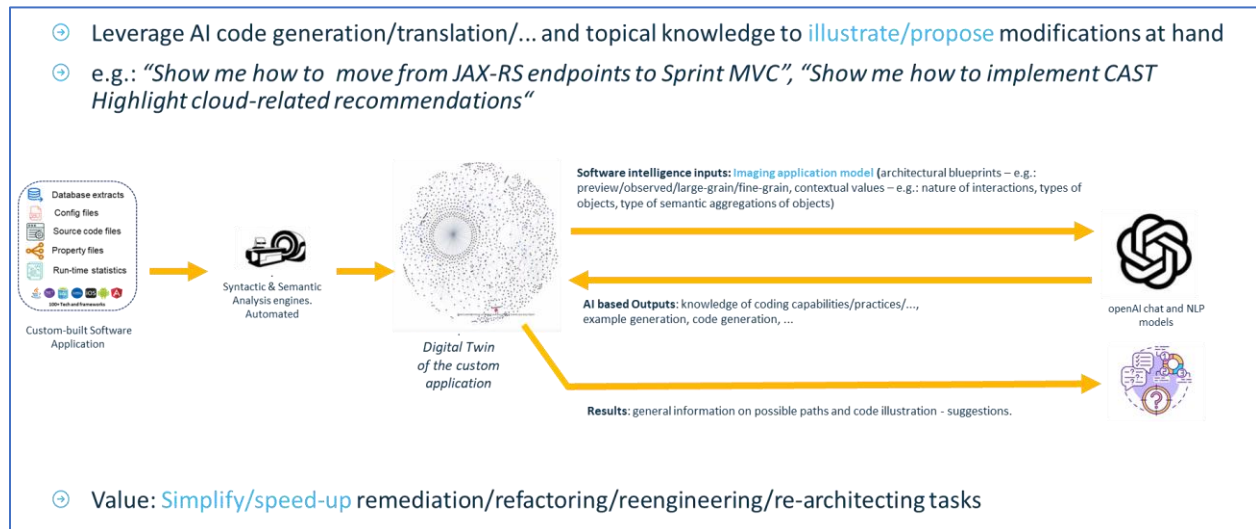 Leverage AI code generation/translation/... and topical knowledge to illustrate/propose modifications at hand
e.g.: “Show me how to move from JAX-RS endpoints to Sprint MVC”, “Show me how to implement CAST
Highlight cloud-related recommendations“
Database extracts
Config files
Source code files
Property files
Run-time statistics
iOS
100+ Tech and frameworks
Custom-built Software
Application
Syntactic & Semantic
Analysis engines.
Automated
Digital Twin
of the custom
application
Software intelligence inputs: Imaging application model (architectural blueprints – e.g.:
preview/observed/large-grain/fine-grain, contextual values – e.g.: nature of interactions, types of
objects, type of semantic aggregations of objects)
AI based Outputs: knowledge of coding capabilities/practices/...,
example generation, code generation, ...
openAI chat and NLP
models
Results: general information on possible paths and code illustration - suggestions.
Value: Simplify/speed-up remediation/refactoring/reengineering/re-architecting tasks